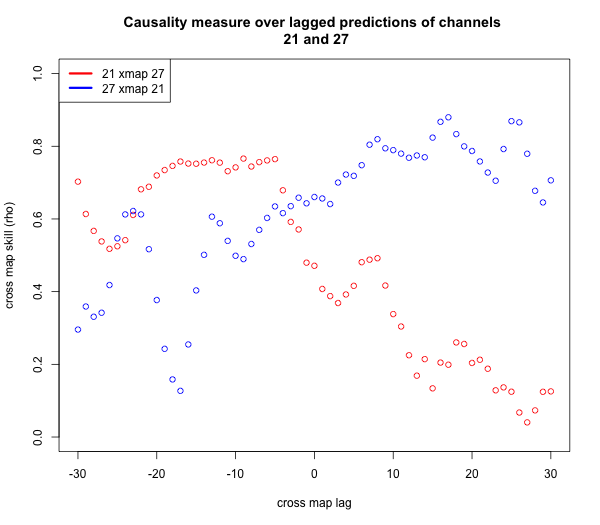 Causality measure over lagged predictions of channels
21 and 27
21 xmap 27
27 xmap 21
cross map skill (rho)
1.0
0.8
0.6
0.4
0.2
0.0
-30
-20
-10
0
10
20
30
cross map lag